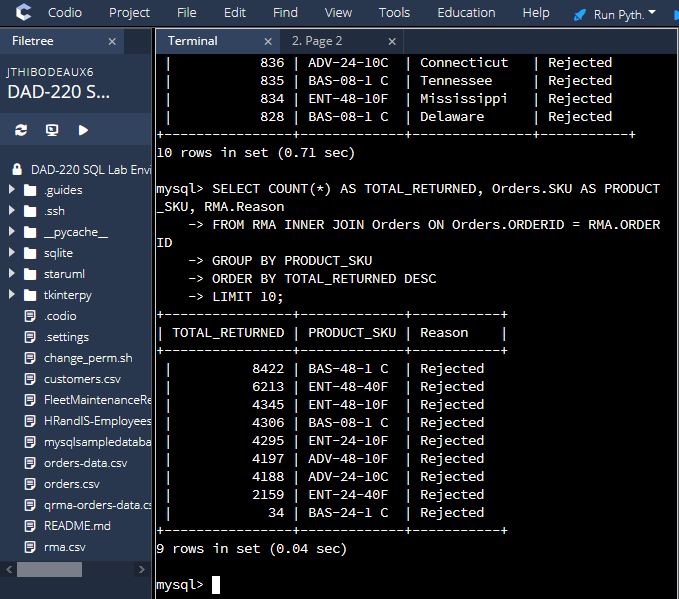 Codio Project File Edit Find View Tools Education Help Run Pyth.
Filetree × Terminal × 2. Page 2 ×
JTHIBODEAUX6
DAD-220 S...
DAD-220 SQL Lab Envi
.guides
.ssh
__pycache__
sqlite
staruml
tkinterpy
.codio
.settings
change_perm.sh
customers.csv
FleetMaintenanceRe
HRandIS-Employees
mysqlsampledataba
orders-data.csv
orders.csv
qrma-orders-data.cs
README.md
rma.csv
| 836 | ADV-24-10C | Connecticut | Rejected
| 835 | BAS-08-1 C | Tennessee | Rejected
| 834 | ENT-48-10F | Mississippi | Rejected
| 828 | BAS-08-1 C | Delaware | Rejected
+----------------+-------------+---------------+-----------+
10 rows in set (0.71 sec)
mysql> SELECT COUNT(*) AS TOTAL_RETURNED, Orders.SKU AS PRODUCT
_SKU, RMA.Reason
-> FROM RMA INNER JOIN Orders ON Orders.ORDERID = RMA.ORDER
ID
-> GROUP BY PRODUCT_SKU
-> ORDER BY TOTAL_RETURNED DESC
-> LIMIT 10;
+----------------+-------------+-----------+
| TOTAL_RETURNED | PRODUCT_SKU | Reason |
+----------------+-------------+-----------+
| 8422 | BAS-48-1 C | Rejected
| 6213 | ENT-48-40F | Rejected
| 4345 | ENT-48-10F | Rejected
| 4306 | BAS-08-1 C | Rejected
| 4295 | ENT-24-10F | Rejected
| 4197 | ADV-48-10F | Rejected
| 4188 | ADV-24-10C | Rejected
| 2159 | ENT-24-40F | Rejected
| 34 | BAS-24-1 C | Rejected
+----------------+-------------+-----------+
9 rows in set (0.04 sec)
mysql>